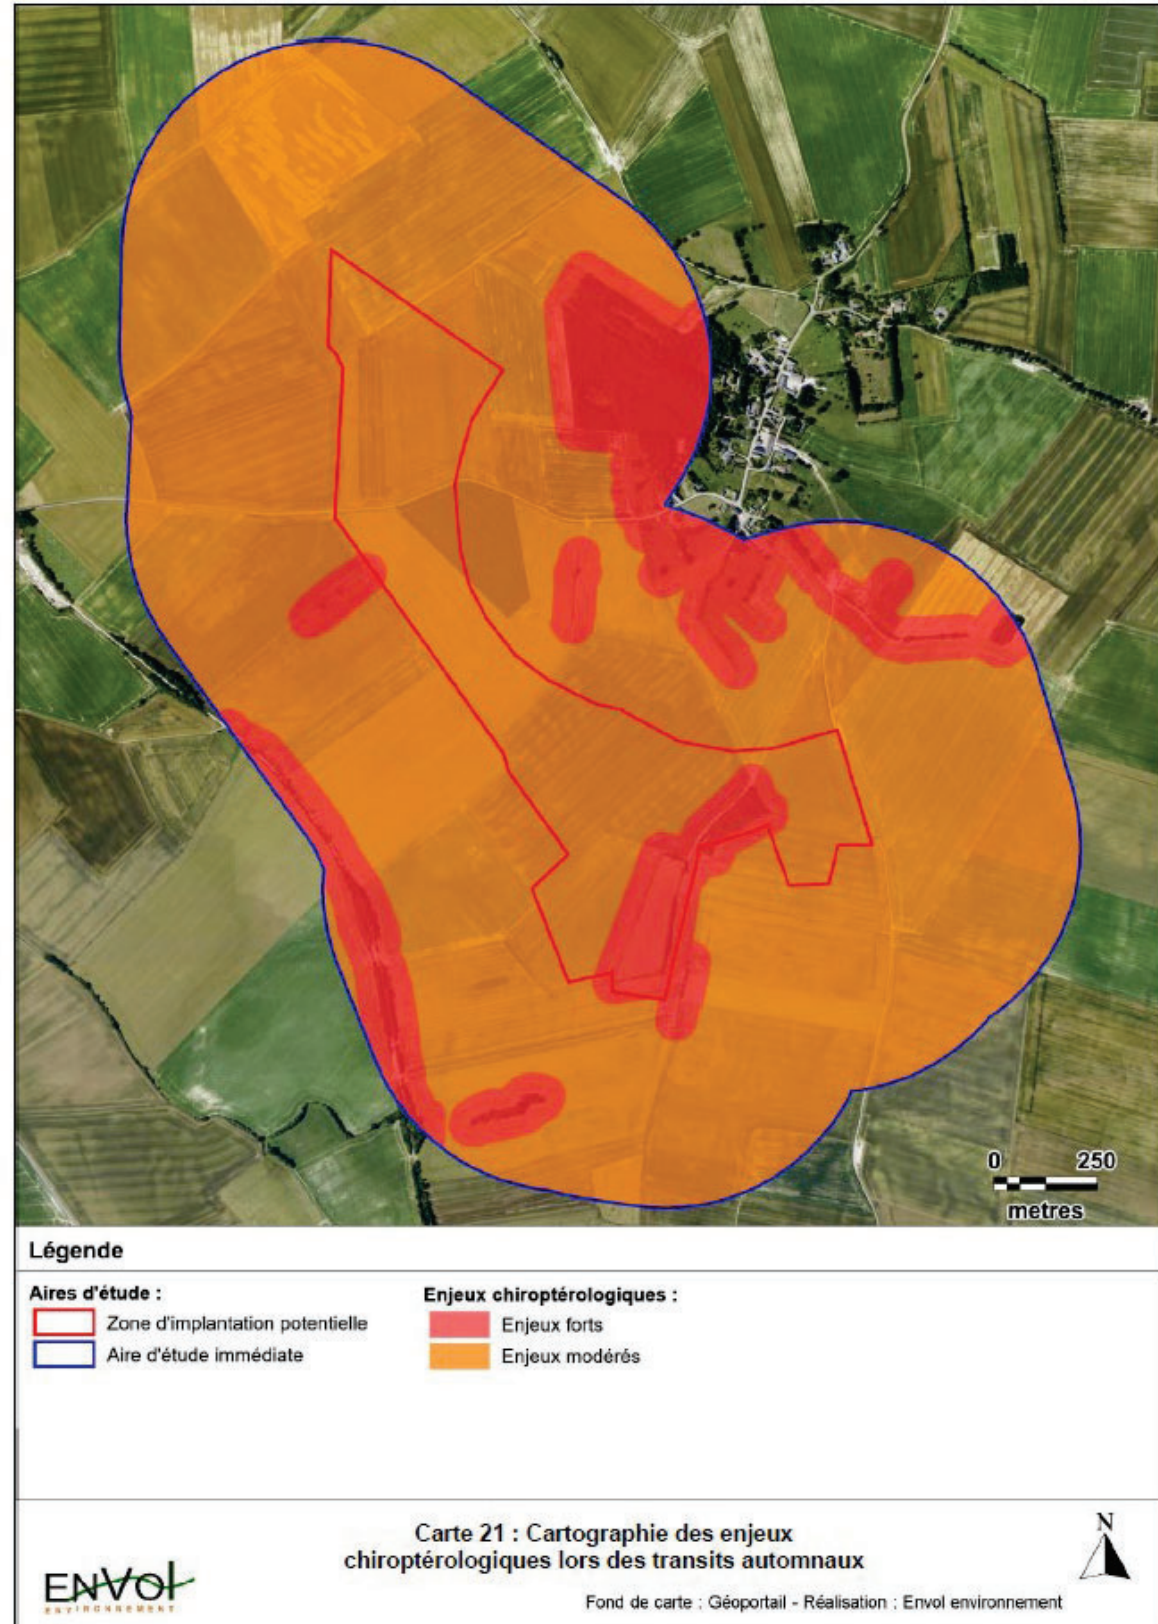 0 250
metres
Légende
Aires d'étude :
Zone d'implantation potentielle
Aire d'étude immédiate
Enjeux chiroptérologiques :
Enjeux forts
Enjeux modérés
Carte 21 : Cartographie des enjeux
chiroptérologiques lors des transits automnaux
N
ENVOL
ENVIRONNEMENT
Fond de carte : Géoportail - Réalisation : Envol environnement